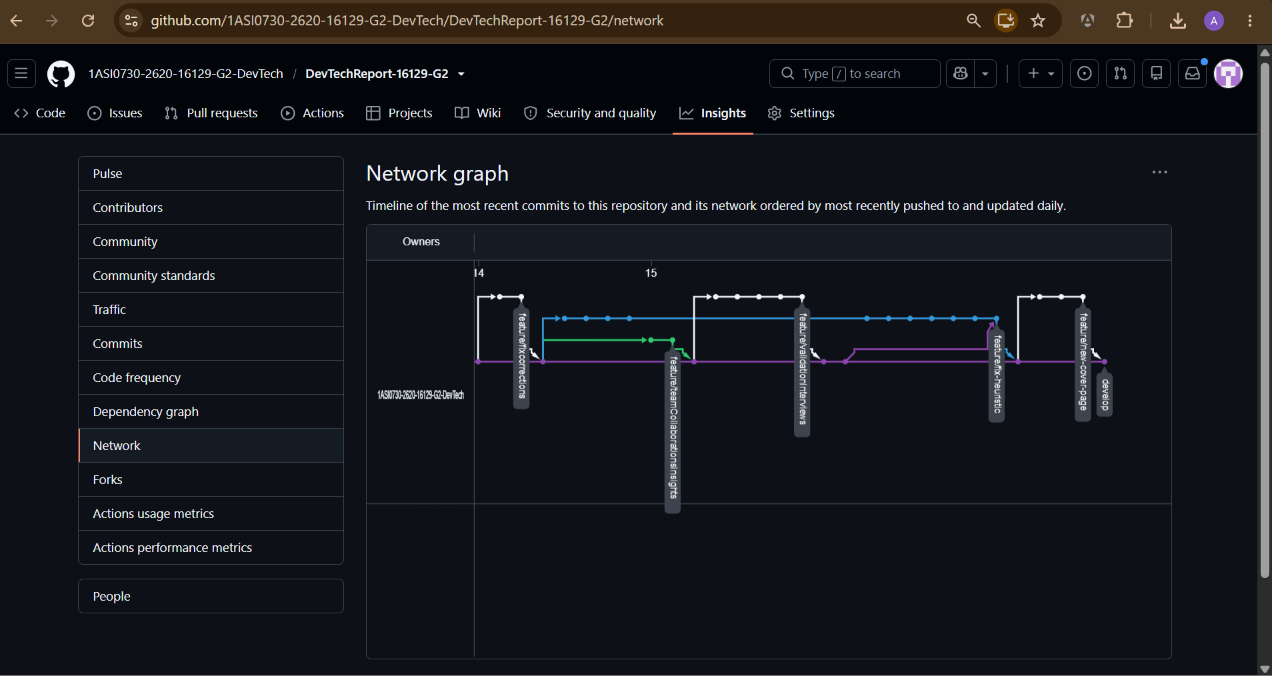 github.com/1ASI0730-2620-16129-G2-DevTech/DevTechReport-16129-G2/network
A
1ASI0730-2620-16129-G2-DevTech / DevTechReport-16129-G2
Type / to search
Code
Issues
Pull requests
Actions
Projects
Wiki
Security and quality
Insights
Settings
Pulse
Contributors
Community
Community standards
Traffic
Commits
Code frequency
Dependency graph
Network
Forks
Actions usage metrics
Actions performance metrics
People
Network graph
Timeline of the most recent commits to this repository and its network ordered by most recently pushed to and updated daily.
Owners
14
15
1ASI0730-2620-16129-G2-DevTech
feature/fixcorrections
feature/teamCollaborationsInsights
feature/validationInterviews
feature/fix-heuristic
feature/new-cover-page
develop